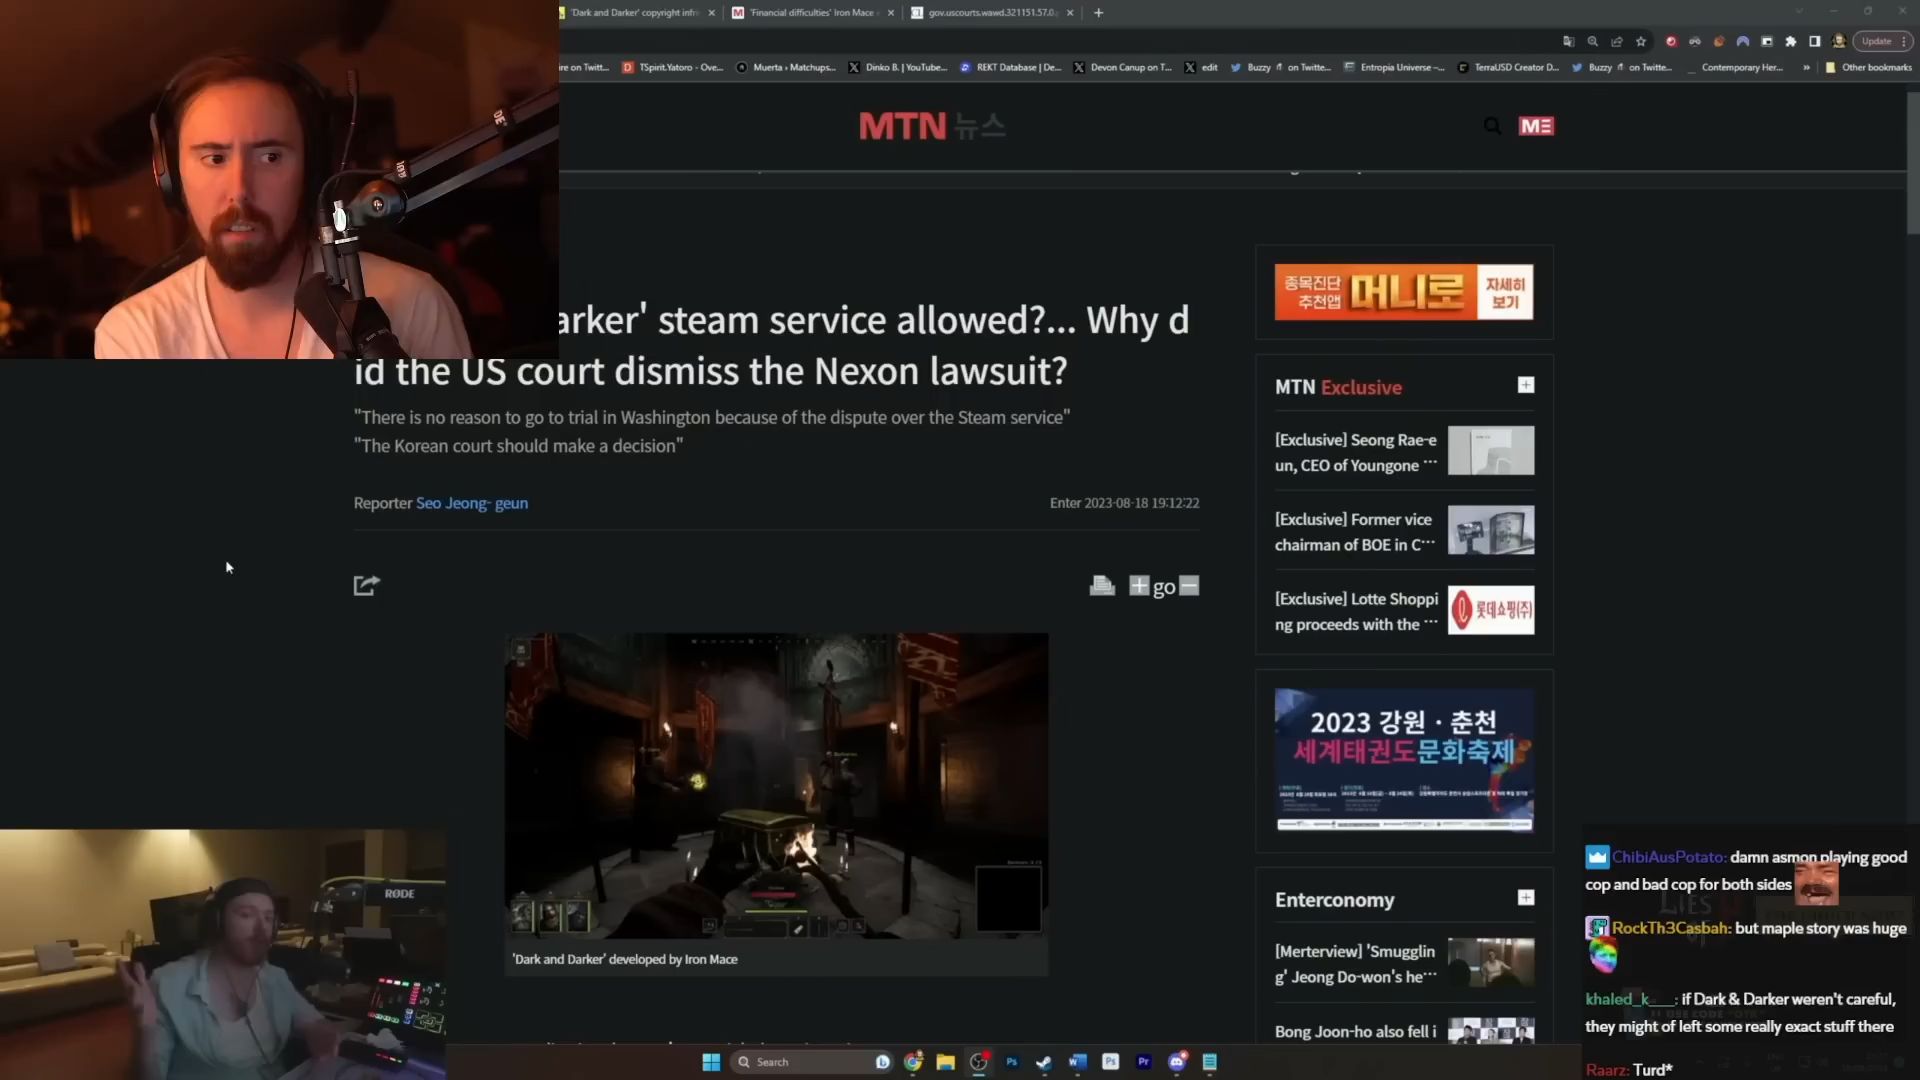 'Dark and Darker' copyright infri
'Financial difficulties' Iron Mace
gov.uscourts.wawd.321151.57.0
Update
ire on Twitt...
TSpirit.Yatoro - Ove...
Muerta › Matchups...
Dinko B. | YouTube...
REKT Database | De...
Devon Canup on T...
edit
Buzzy on Twitte...
Entropia Universe –...
TerraUSD Creator D...
Buzzy on Twitte...
Contemporary Her...
Other bookmarks
MTN 뉴스
ME
arker' steam service allowed?... Why d
id the US court dismiss the Nexon lawsuit?
"There is no reason to go to trial in Washington because of the dispute over the Steam service"
"The Korean court should make a decision"
Reporter Seo Jeong- geun
Enter 2023-08-18 19:12:22
go
'Dark and Darker' developed by Iron Mace
종목진단
추천앱
머니로
자세히
보기
MTN Exclusive
[Exclusive] Seong Rae-e
un, CEO of Youngone ···
[Exclusive] Former vice
chairman of BOE in C···
[Exclusive] Lotte Shoppi
ng proceeds with the ···
롯데쇼핑(주)
2023 강원 · 춘천
세계태권도문화축제
Enterconomy
[Merterview] 'Smugglin
g' Jeong Do-won's he···
Bong Joon-ho also fell i
RØDE
ChibiAusPotato: damn asmon playing good
cop and bad cop for both sides
RockTh3Casbah: but maple story was huge
khaled_k___: if Dark & Darker weren't careful,
they might of left some really exact stuff there
Raarz: Turd*
Search